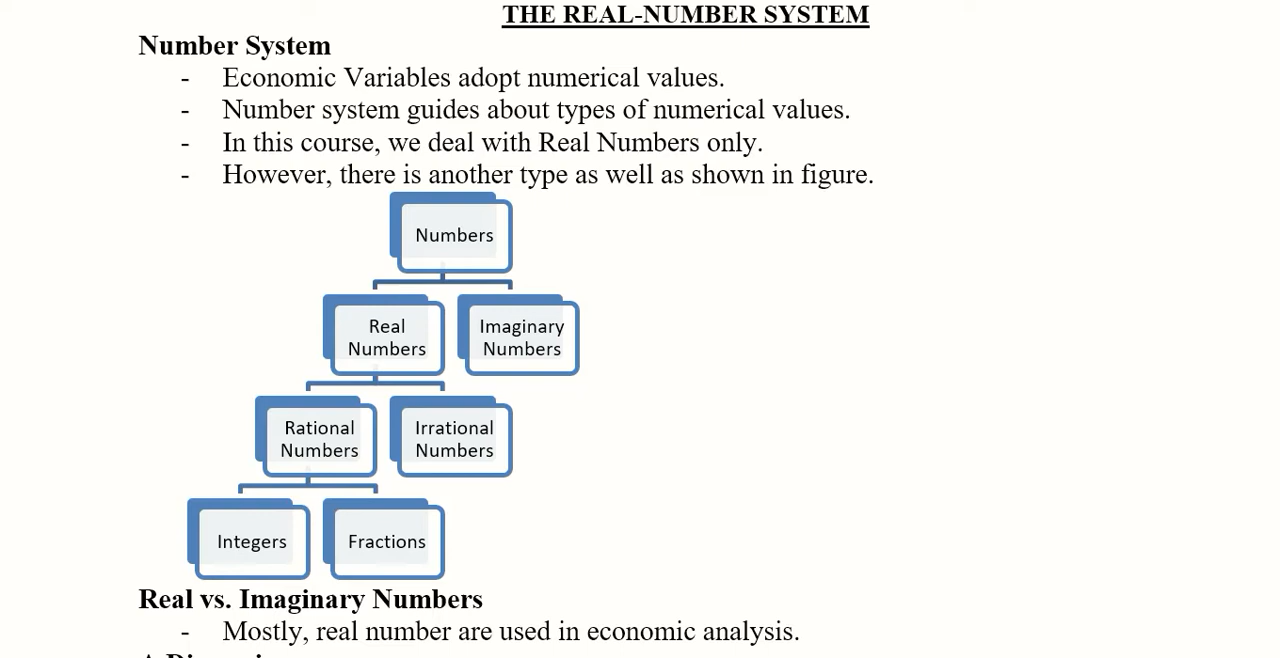 THE REAL-NUMBER SYSTEM
Number System
- Economic Variables adopt numerical values.
- Number system guides about types of numerical values.
- In this course, we deal with Real Numbers only.
- However, there is another type as well as shown in figure.
Numbers
Real
Numbers
Imaginary
Numbers
Rational
Numbers
Irrational
Numbers
Integers
Fractions
Real vs. Imaginary Numbers
- Mostly, real number are used in economic analysis.